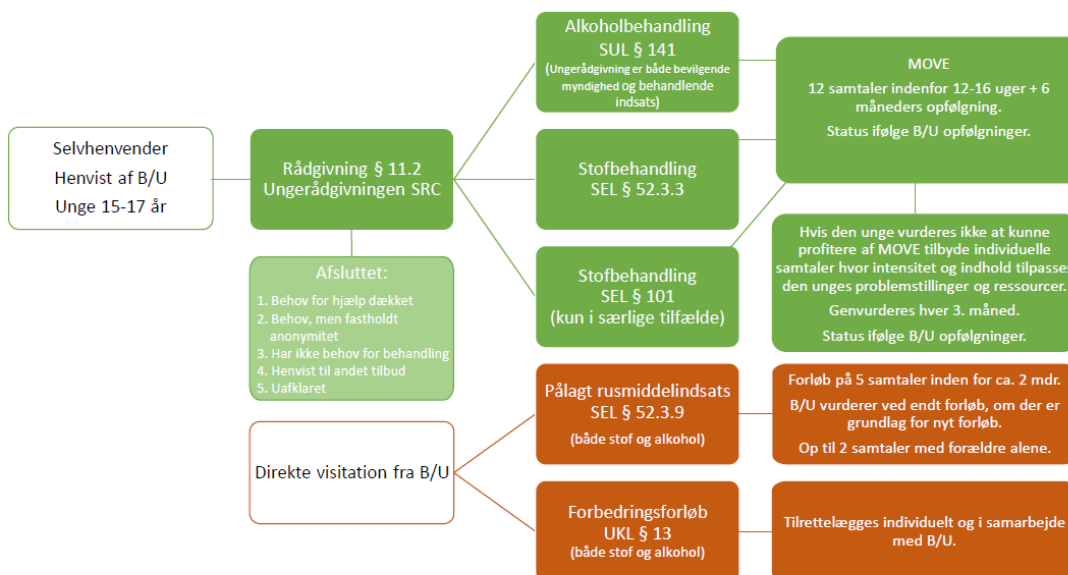 Selvhenvender
Henvist af B/U
Unge 15-17 år
Rådgivning § 11.2
Ungerådgivningen SRC
Afsluttet:
1. Behov for hjælp dækket
2. Behov, men fastholdt
anonymitet
3. Har ikke behov for behandling
4. Henvist til andet tilbud
5. Uafklaret
Alkoholbehandling
SUL § 141
(Ungerådgivning er både bevilgende
myndighed og behandlende
indsats)
Stofbehandling
SEL § 52.3.3
Stofbehandling
SEL § 101
(kun i særlige tilfælde)
MOVE
12 samtaler indenfor 12-16 uger + 6
måneders opfølgning.
Status ifølge B/U opfølgninger.
Hvis den unge vurderes ikke at kunne
profitere af MOVE tilbyde individuelle
samtaler hvor intensitet og indhold tilpasses
den unges problemstillinger og ressourcer.
Genvurderes hver 3. måned.
Status ifølge B/U opfølgninger.
Direkte visitation fra B/U
Pålagt rusmiddelindsats
SEL § 52.3.9
(både stof og alkohol)
Forløb på 5 samtaler inden for ca. 2 mdr.
B/U vurderer ved endt forløb, om der er
grundlag for nyt forløb.
Op til 2 samtaler med forældre alene.
Forbedringsforløb
UKL § 13
(både stof og alkohol)
Tilrettelægges individuelt og i samarbejde
med B/U.